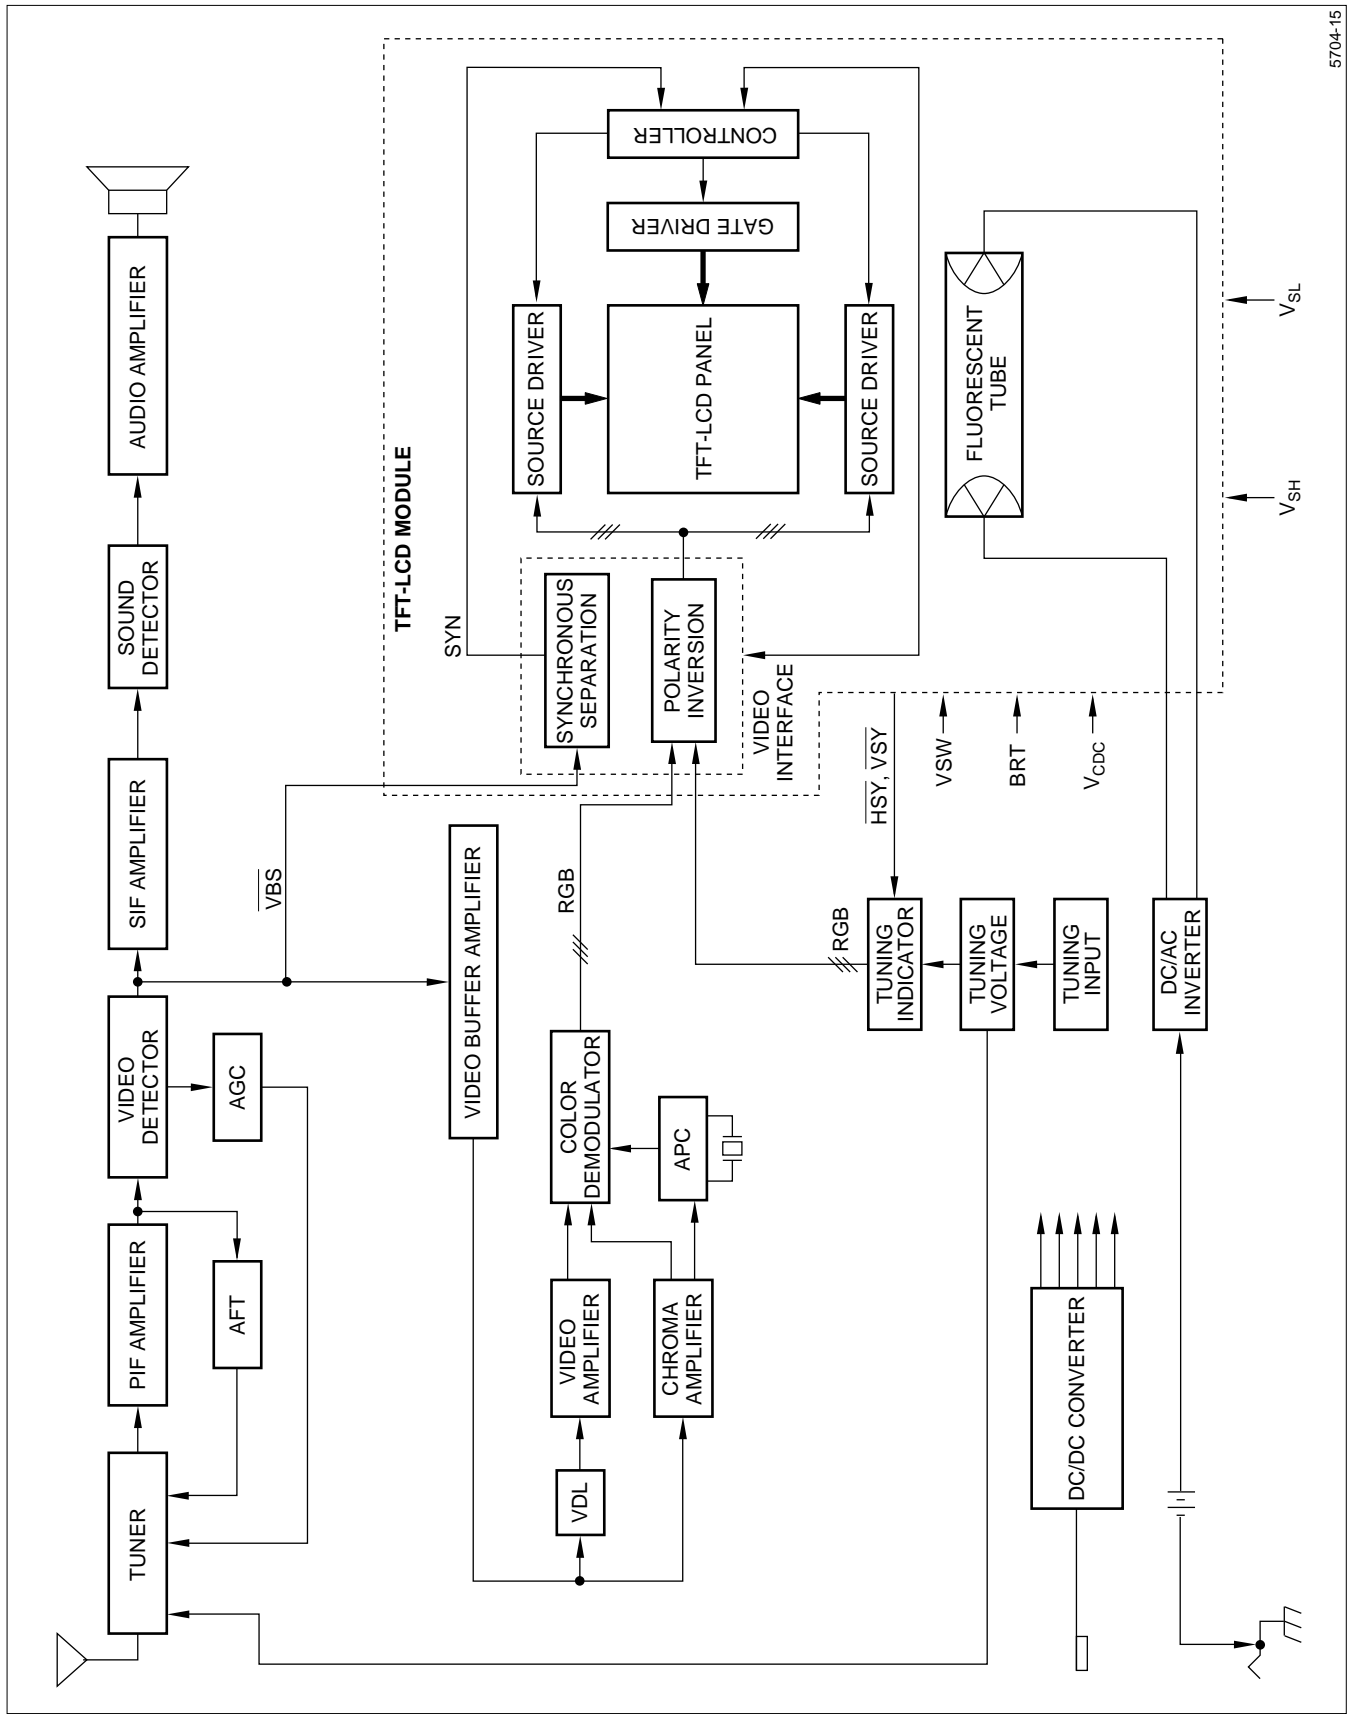 TUNER
PIF AMPLIFIER
VIDEO
DETECTOR
SIF AMPLIFIER
SOUND
DETECTOR
AUDIO AMPLIFIER
AFT
AGC
VBS
VIDEO BUFFER AMPLIFIER
TFT-LCD MODULE
SYN
SYNCHRONOUS
SEPARATION
SOURCE DRIVER
VDL
VIDEO
AMPLIFIER
COLOR
DEMODULATOR
RGB
CHROMA
AMPLIFIER
APC
POLARITY
INVERSION
VIDEO
INTERFACE
TFT-LCD PANEL
GATE DRIVER
CONTROLLER
SOURCE DRIVER
RGB
TUNING
INDICATOR
HSY, VSY
TUNING
VOLTAGE
VSW
BRT
TUNING
INPUT
VCDC
FLUORESCENT
TUBE
DC/DC CONVERTER
DC/AC
INVERTER
VSH
VSL
5704-15